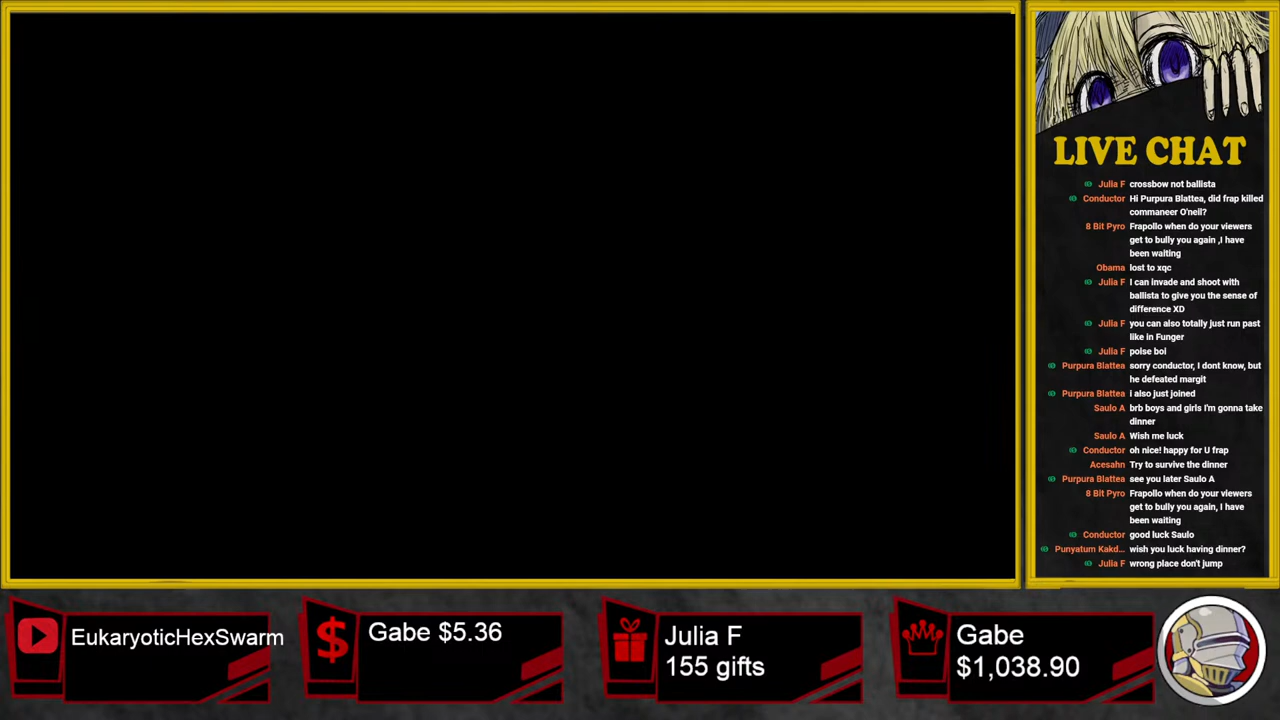 LIVE CHAT
Julia F crossbow not ballista
Conductor Hi Purpura Blattea, did frap killed
commaneer O'neil?
8 Bit Pyro Frapollo when do your viewers
get to bully you again ,I have
been waiting
Obama lost to xqc
Julia F I can invade and shoot with
ballista to give you the sense of
difference XD
Julia F you can also totally just run past
like in Funger
Julia F poise boi
Purpura Blattea sorry conductor, I dont know, but
he defeated margit
Purpura Blattea i also just joined
Saulo A brb boys and girls I'm gonna take
dinner
Saulo A Wish me luck
Conductor oh nice! happy for U frap
Acesahn Try to survive the dinner
Purpura Blattea see you later Saulo A
8 Bit Pyro Frapollo when do your viewers
get to bully you again, I have
been waiting
Conductor good luck Saulo
Punyatum Kakd... wish you luck having dinner?
Julia F wrong place don't jump
EukaryoticHexSwarm
$ Gabe $5.36
Julia F
155 gifts
Gabe
$1,038.90